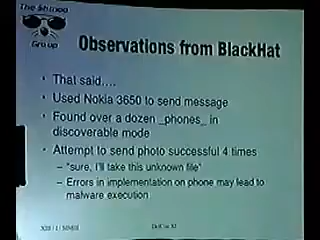 The Shmoo
Group
Observations from BlackHat
• That said....
• Used Nokia 3650 to send message
• Found over a dozen _phones_ in
discoverable mode
• Attempt to send photo successful 4 times
– "sure, I'll take this unknown file"
– Errors in implementation on phone may lead to
malware execution